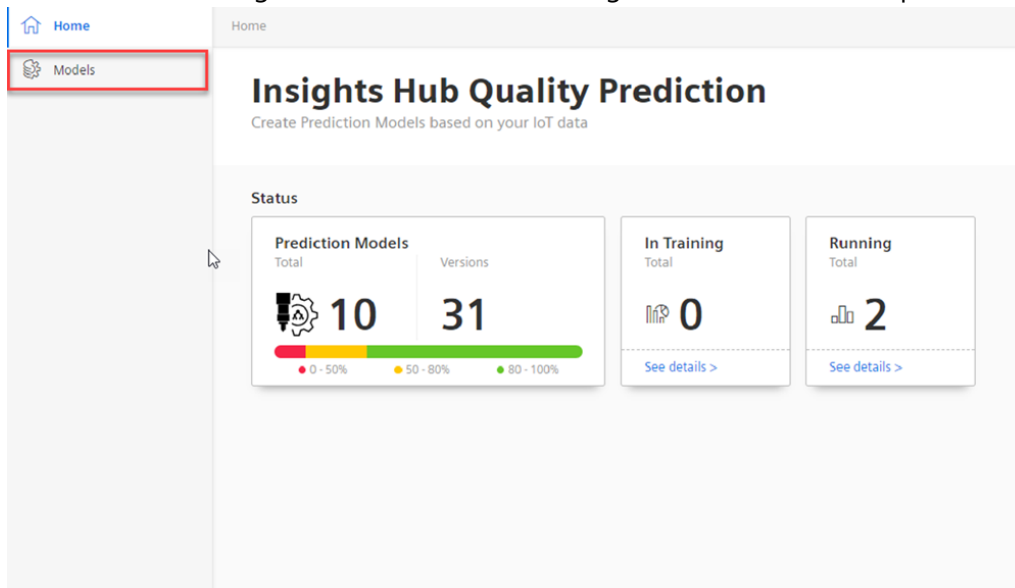 Home
Models
Home
Insights Hub Quality Prediction
Create Prediction Models based on your IoT data
Status
Prediction Models
Total
Versions
10
31
0 - 50%
50 - 80%
80 - 100%
In Training
Total
0
See details >
Running
Total
2
See details >